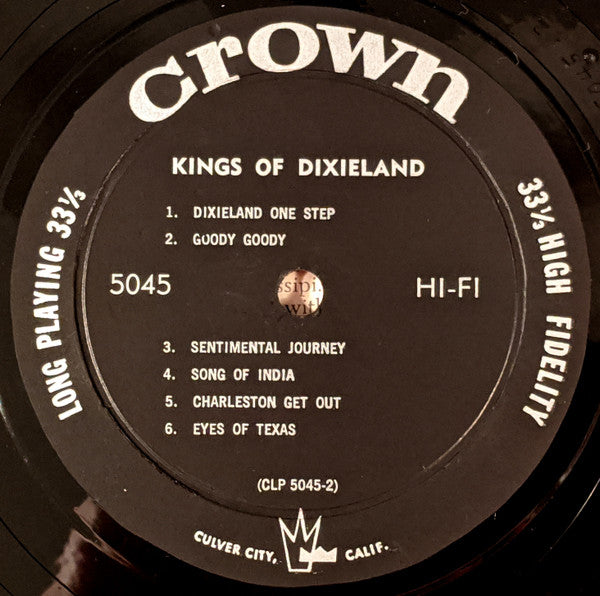 crown
KINGS OF DIXIELAND
1. DIXIELAND ONE STEP
2. GOODY GOODY
5045
HI-FI
3. SENTIMENTAL JOURNEY
4. SONG OF INDIA
5. CHARLESTON GET OUT
6. EYES OF TEXAS
(CLP 5045-2)
CULVER CITY, CALIF.
LONG PLAYING 33⅓
33⅓ HIGH FIDELITY